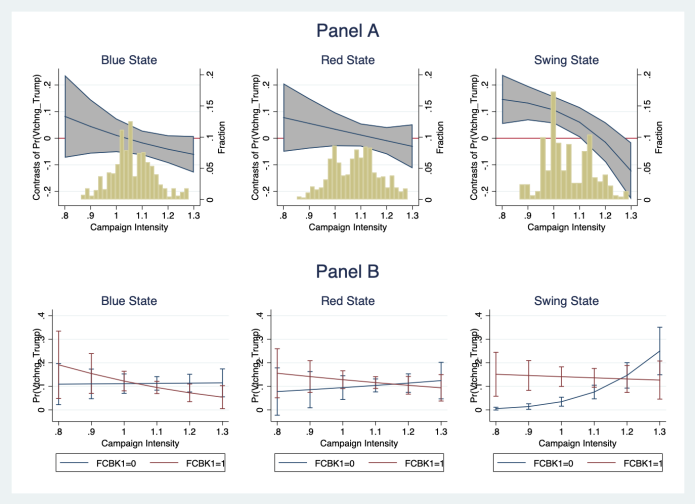 Panel A
Blue State
Red State
Swing State
Contrasts of Pr(Vtchng_Trump)
-.2 -.1 0 .1 .2
0 .05 .1 .15 .2
Fraction
.8 .9 1 1.1 1.2 1.3
Campaign Intensity
Contrasts of Pr(Vtchng_Trump)
-.2 -.1 0 .1 .2
0 .05 .1 .15 .2
Fraction
.8 .9 1 1.1 1.2 1.3
Campaign Intensity
Contrasts of Pr(Vtchng_Trump)
-.2 -.1 0 .1 .2
0 .05 .1 .15 .2
Fraction
.8 .9 1 1.1 1.2 1.3
Campaign Intensity
Panel B
Blue State
Red State
Swing State
Pr(Vtchng_Trump)
0 .1 .2 .3 .4
.8 .9 1 1.1 1.2 1.3
Campaign Intensity
FCBK1=0 FCBK1=1
Pr(Vtchng_Trump)
0 .1 .2 .3 .4
.8 .9 1 1.1 1.2 1.3
Campaign Intensity
FCBK1=0 FCBK1=1
Pr(Vtchng_Trump)
0 .1 .2 .3 .4
.8 .9 1 1.1 1.2 1.3
Campaign Intensity
FCBK1=0 FCBK1=1